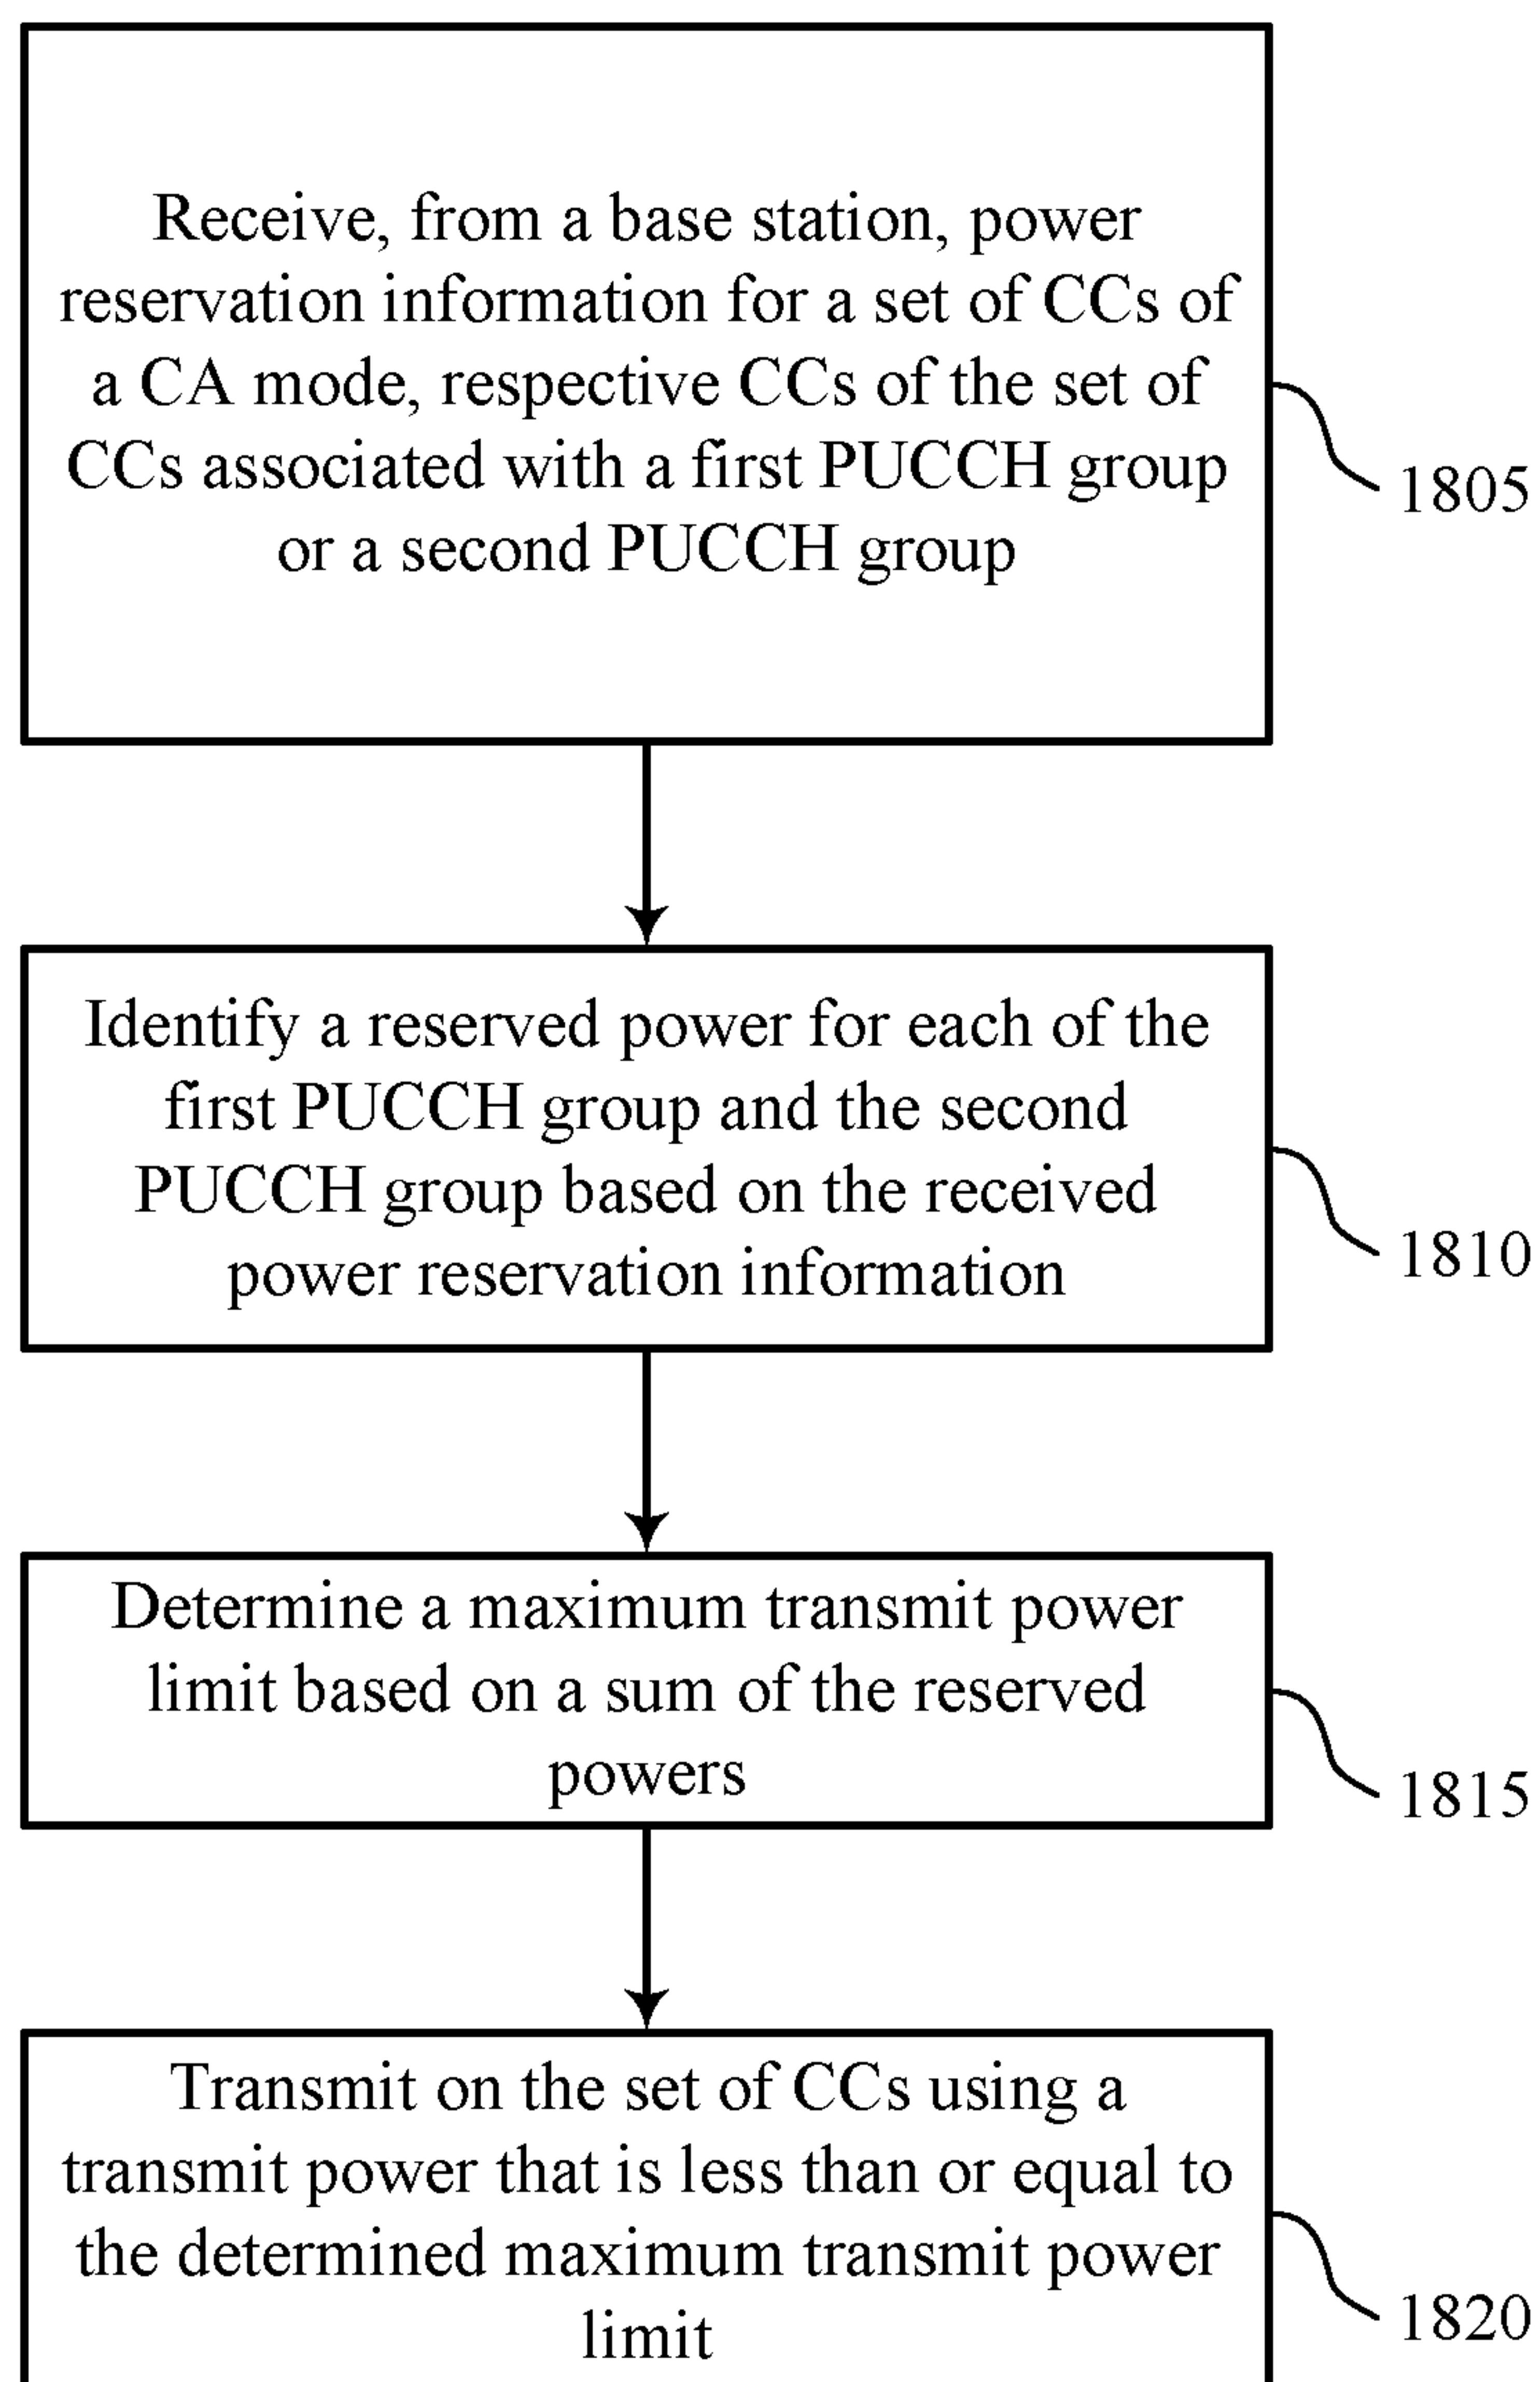 Receive, from a base station, power
reservation information for a set of CCs of
a CA mode, respective CCs of the set of
CCs associated with a first PUCCH group
or a second PUCCH group
1805
Identify a reserved power for each of the
first PUCCH group and the second
PUCCH group based on the received
power reservation information
1810
Determine a maximum transmit power
limit based on a sum of the reserved
powers
1815
Transmit on the set of CCs using a
transmit power that is less than or equal to
the determined maximum transmit power
limit
1820